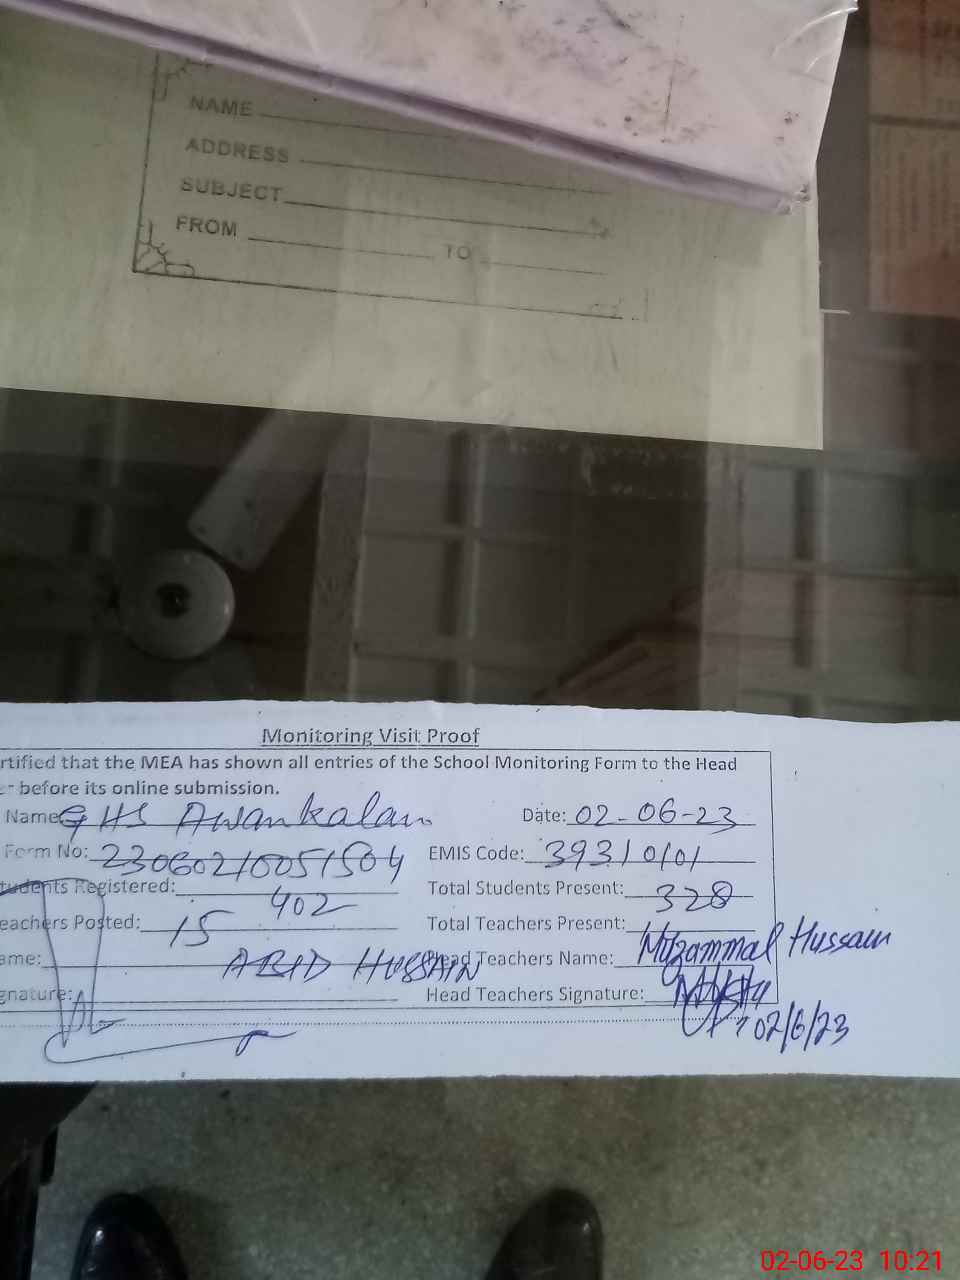 NAME
ADDRESS
SUBJECT
FROM TO
Monitoring Visit Proof
rtified that the MEA has shown all entries of the School Monitoring Form to the Head
before its online submission.
Name: GHS Awankalan Date: 02-06-23
Form No: 23060210051504 EMIS Code: 39310101
tudents Registered: 402 Total Students Present: 328
eachers Posted: 15 Total Teachers Present:
ame: ABID HUSSAIN Head Teachers Name: Muzammal Hussain
gnature: Head Teachers Signature:
02/6/23
02-06-23 10:21